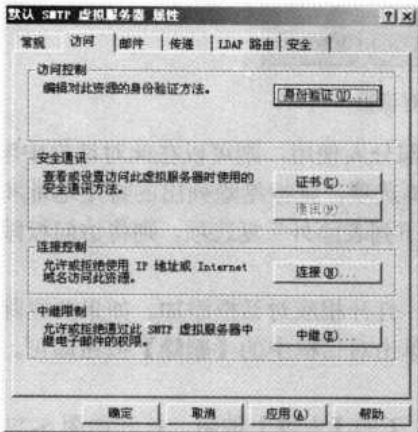 默认 SMTP 虚拟服务器 属性
常规 访问 邮件 传递 LDAP 路由 安全
访问控制
编辑对此资源的身份验证方法。
身份验证(U)...
安全通讯
查看或设置访问此虚拟服务器时使用的
安全通讯方法。
证书(C)...
通讯(P)
连接控制
允许或拒绝使用 IP 地址或 Internet
域名访问此资源。
连接(N)...
中继限制
允许或拒绝通过此 SMTP 虚拟服务器中
继电子邮件的权限。
中继(E)...
确定 取消 应用(A) 帮助